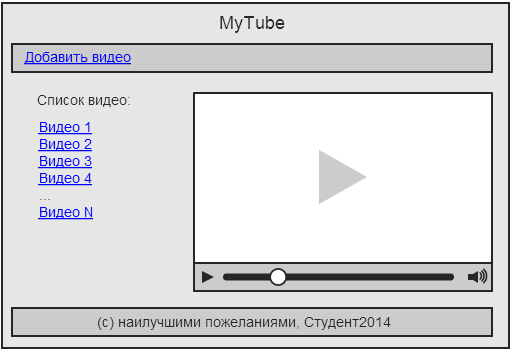 MyTube
Добавить видео
Список видео:
Видео 1
Видео 2
Видео 3
Видео 4
...
Видео N
(с) наилучшими пожеланиями, Студент2014